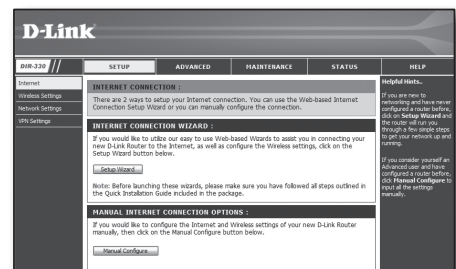 D-Link
DIR-330
SETUP
ADVANCED
MAINTENANCE
STATUS
HELP
Internet
Wireless Settings
Network Settings
VPN Settings
INTERNET CONNECTION :
There are 2 ways to setup your Internet connection. You can use the Web-based Internet
Connection Setup Wizard or you can manually configure the connection.
INTERNET CONNECTION WIZARD :
If you would like to utilize our easy to use Web-based Wizards to assist you in connecting your
new D-Link Router to the Internet, as well as configure the Wireless settings, click on the
Setup Wizard button below.
Setup Wizard
Note: Before launching these wizards, please make sure you have followed all steps outlined in
the Quick Installation Guide included in the package.
MANUAL INTERNET CONNECTION OPTIONS :
If you would like to configure the Internet and Wireless settings of your new D-Link Router
manually, then click on the Manual Configure button below.
Manual Configure
Helpful Hints..
If you are new to
networking and have never
configured a router before,
click on Setup Wizard and
the router will run you
through a few simple steps
to get your network up and
running.
If you consider yourself an
Advanced user and have
configured a router before,
click Manual Configure to
input all the settings
manually.